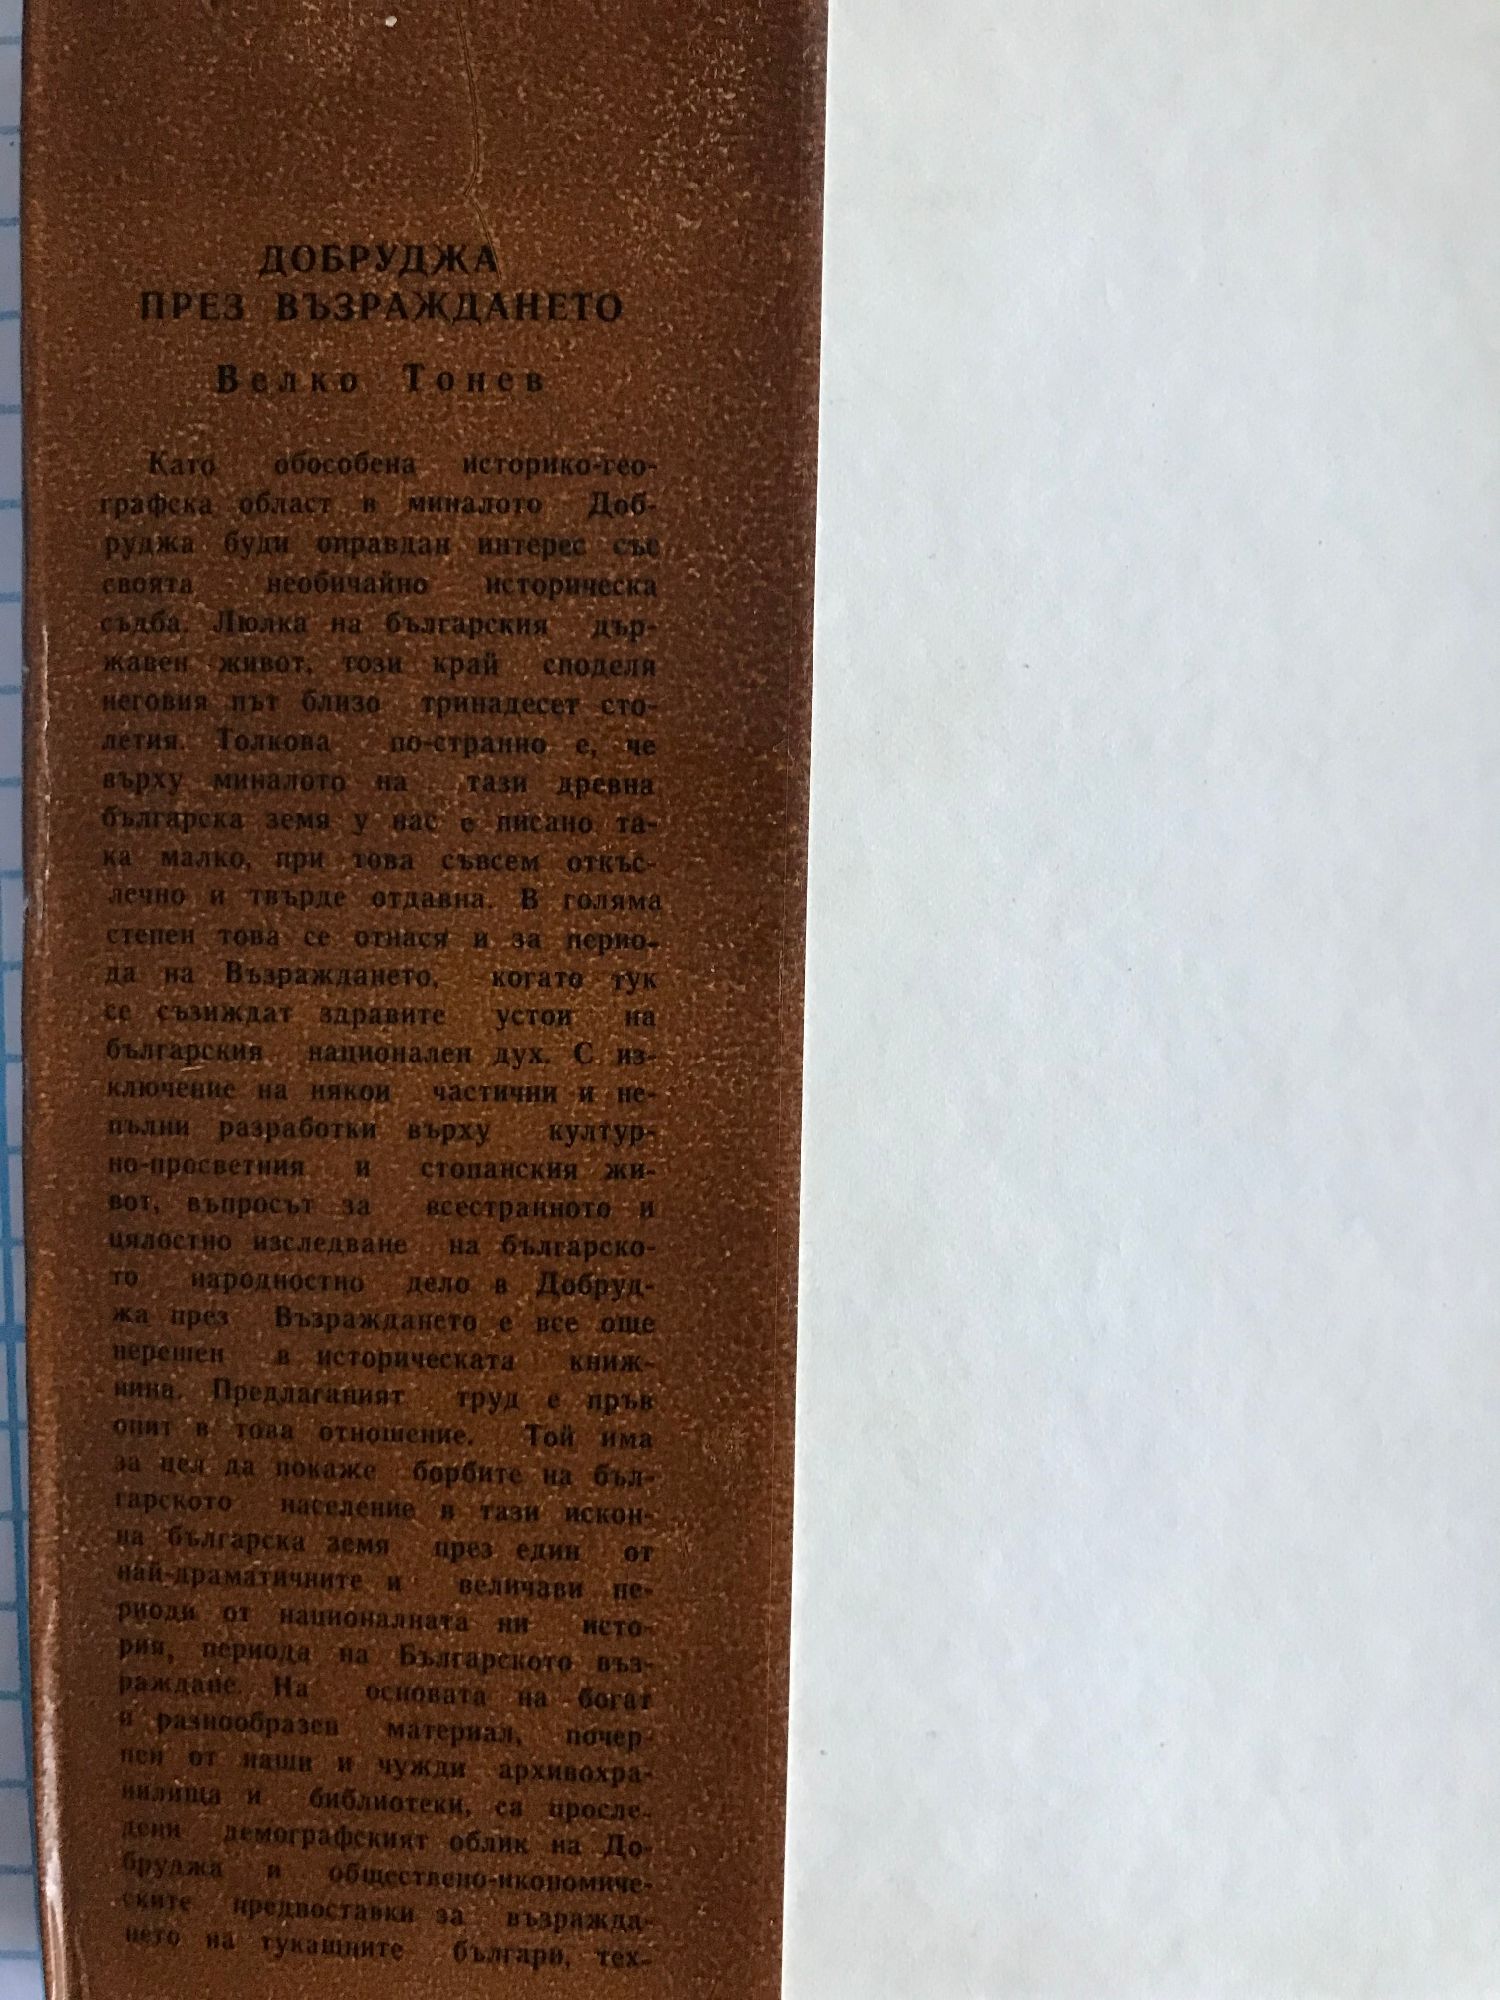 ДОБРУДЖА
ПРЕЗ ВЪЗРАЖДАНЕТО
Велко Тонев
Като обособена историко-гео-
графска област в миналото Доб-
руджа буди оправдан интерес със
своята необичайно историческа
съдба. Люлка на българския дър-
жавен живот, този край споделя
неговия път близо тринадесет сто-
летия. Толкова по-странно е, че
върху миналото на тази древна
българска земя у нас е писано та-
ка малко, при това съвсем откъс-
лечно и твърде отдавна. В голяма
степен това се отнася и за перио-
да на Възраждането, когато тук
се съзиждат здравите устои на
българския национален дух. С из-
ключение на някои частични и не-
пълни разработки върху култур-
но-просветния и стопанския жи-
вот, въпросът за всестранното и
цялостно изследване на българско-
то народностно дело в Добруд-
жа през Възраждането е все още
нерешен в историческата книж-
нина. Предлаганият труд е пръв
опит в това отношение. Той има
за цел да покаже борбите на бъл-
гарското население в тази искон-
на българска земя през един от
най-драматичните и величави пе-
риоди от националната ни исто-
рия, периода на Българското въз-
раждане. На основата на богат
и разнообразен материал, почер-
пен от наши и чужди архивохра-
нилища и библиотеки, са просле-
дени демографският облик на До-
бруджа и обществено-икономиче-
ските предпоставки за възражда-
нето на тукашните българи, тех-